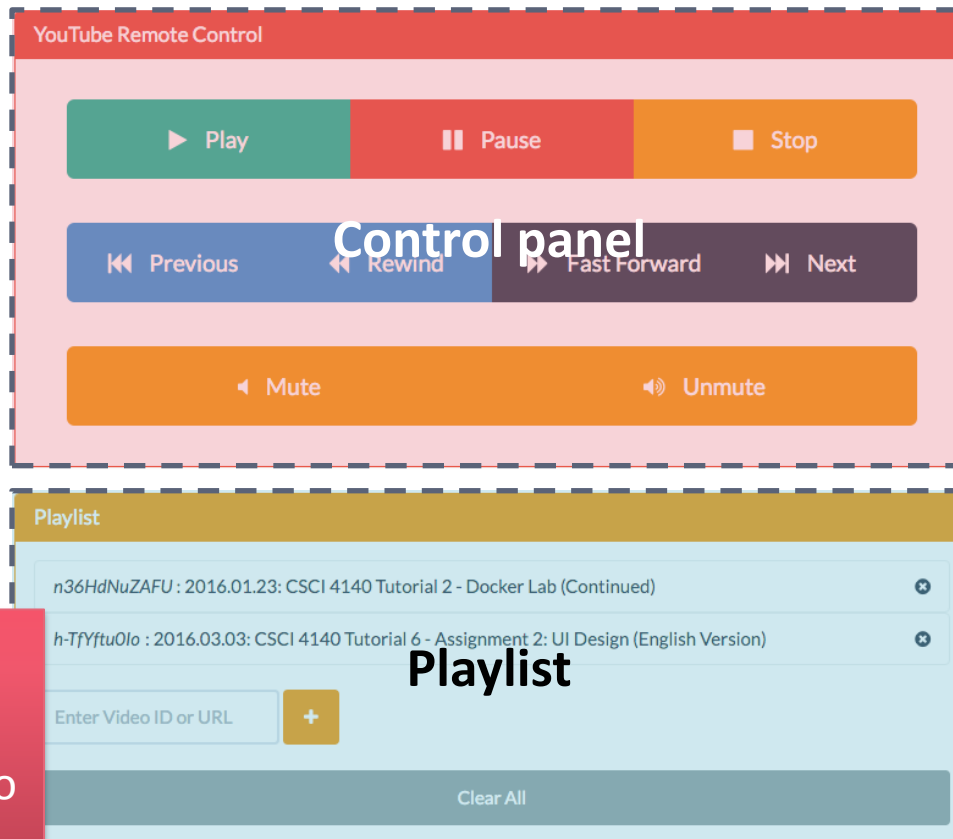 YouTube Remote Control
Play Pause Stop
Control panel
Previous Rewind Fast Forward Next
Mute Unmute
Playlist
n36HdNuZAFU : 2016.01.23: CSCI 4140 Tutorial 2 - Docker Lab (Continued)
h-TfYftu0Io : 2016.03.03: CSCI 4140 Tutorial 6 - Assignment 2: UI Design (English Version)
Playlist
Enter Video ID or URL
o
Clear All